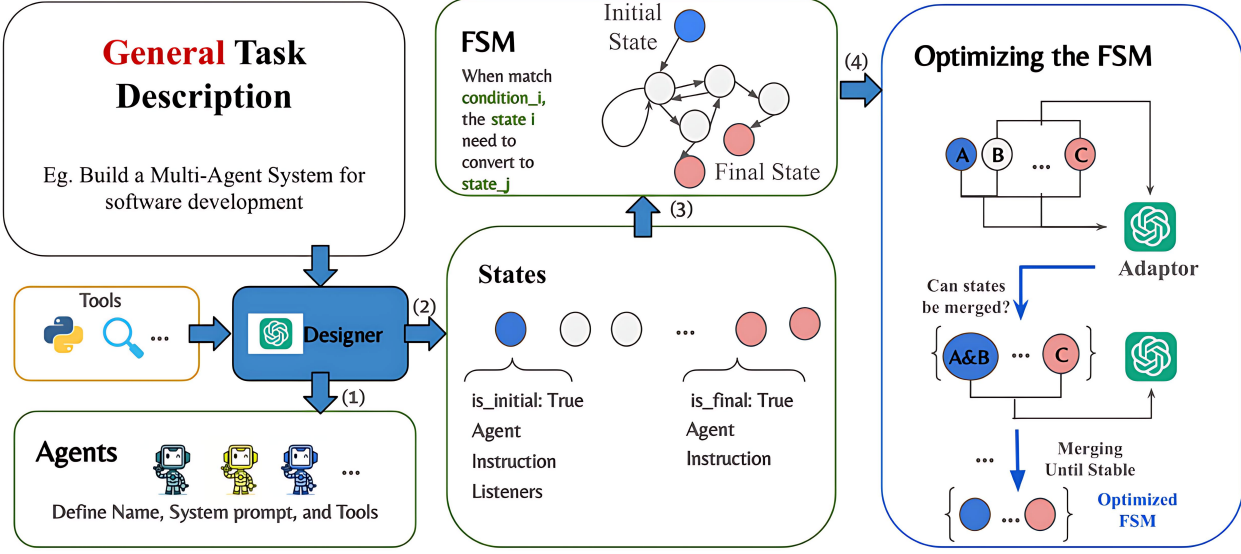 General Task
Description
Eg. Build a Multi-Agent System for
software development
Tools
...
Designer
(1)
Agents
...
Define Name, System prompt, and Tools
(2)
States
...
is_initial: True
Agent
Instruction
Listeners
is_final: True
Agent
Instruction
(3)
FSM
When match
condition_i,
the state i
need to
convert to
state_j
Initial
State
Final State
(4)
Optimizing the FSM
A
B
...
C
Adaptor
Can states
be merged?
{ A&B ... C }
...
Merging
Until Stable
{ ... }
Optimized
FSM